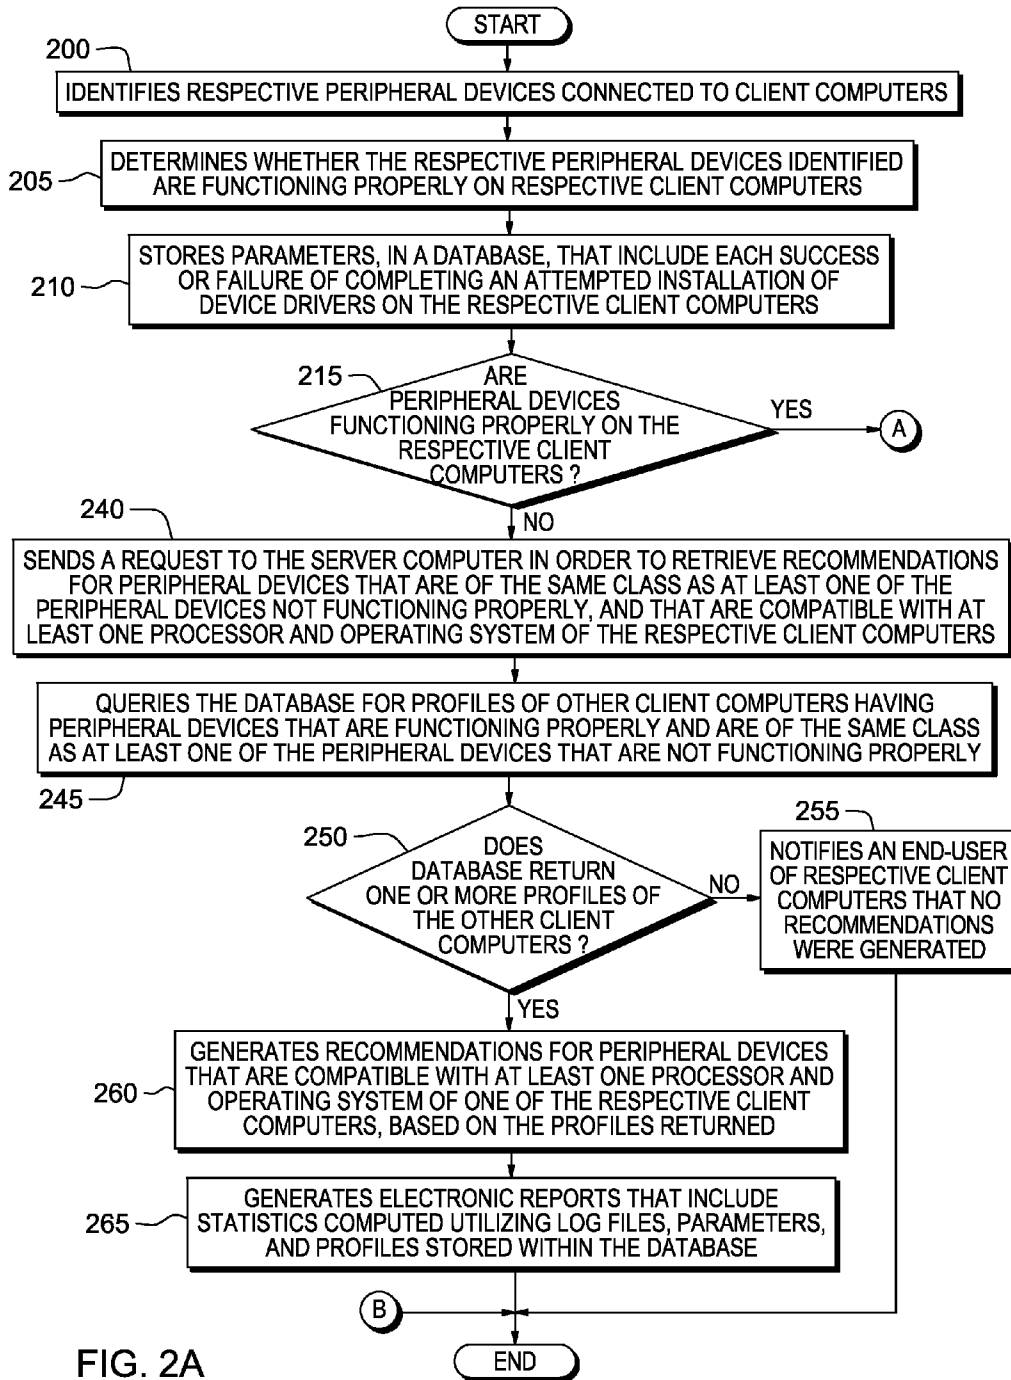 START
200
IDENTIFIES RESPECTIVE PERIPHERAL DEVICES CONNECTED TO CLIENT COMPUTERS
205
DETERMINES WHETHER THE RESPECTIVE PERIPHERAL DEVICES IDENTIFIED
ARE FUNCTIONING PROPERLY ON RESPECTIVE CLIENT COMPUTERS
210
STORES PARAMETERS, IN A DATABASE, THAT INCLUDE EACH SUCCESS
OR FAILURE OF COMPLETING AN ATTEMPTED INSTALLATION OF
DEVICE DRIVERS ON THE RESPECTIVE CLIENT COMPUTERS
215
ARE
PERIPHERAL DEVICES
FUNCTIONING PROPERLY ON THE
RESPECTIVE CLIENT
COMPUTERS ?
YES
A
NO
240
SENDS A REQUEST TO THE SERVER COMPUTER IN ORDER TO RETRIEVE RECOMMENDATIONS
FOR PERIPHERAL DEVICES THAT ARE OF THE SAME CLASS AS AT LEAST ONE OF THE
PERIPHERAL DEVICES NOT FUNCTIONING PROPERLY, AND THAT ARE COMPATIBLE WITH AT
LEAST ONE PROCESSOR AND OPERATING SYSTEM OF THE RESPECTIVE CLIENT COMPUTERS
QUERIES THE DATABASE FOR PROFILES OF OTHER CLIENT COMPUTERS HAVING
PERIPHERAL DEVICES THAT ARE FUNCTIONING PROPERLY AND ARE OF THE SAME CLASS
AS AT LEAST ONE OF THE PERIPHERAL DEVICES THAT ARE NOT FUNCTIONING PROPERLY
245
250
DOES
DATABASE RETURN
ONE OR MORE PROFILES OF
THE OTHER CLIENT
COMPUTERS ?
NO
255
NOTIFIES AN END-USER
OF RESPECTIVE CLIENT
COMPUTERS THAT NO
RECOMMENDATIONS
WERE GENERATED
YES
260
GENERATES RECOMMENDATIONS FOR PERIPHERAL DEVICES
THAT ARE COMPATIBLE WITH AT LEAST ONE PROCESSOR AND
OPERATING SYSTEM OF ONE OF THE RESPECTIVE CLIENT
COMPUTERS, BASED ON THE PROFILES RETURNED
265
GENERATES ELECTRONIC REPORTS THAT INCLUDE
STATISTICS COMPUTED UTILIZING LOG FILES, PARAMETERS,
AND PROFILES STORED WITHIN THE DATABASE
B
END
FIG. 2A